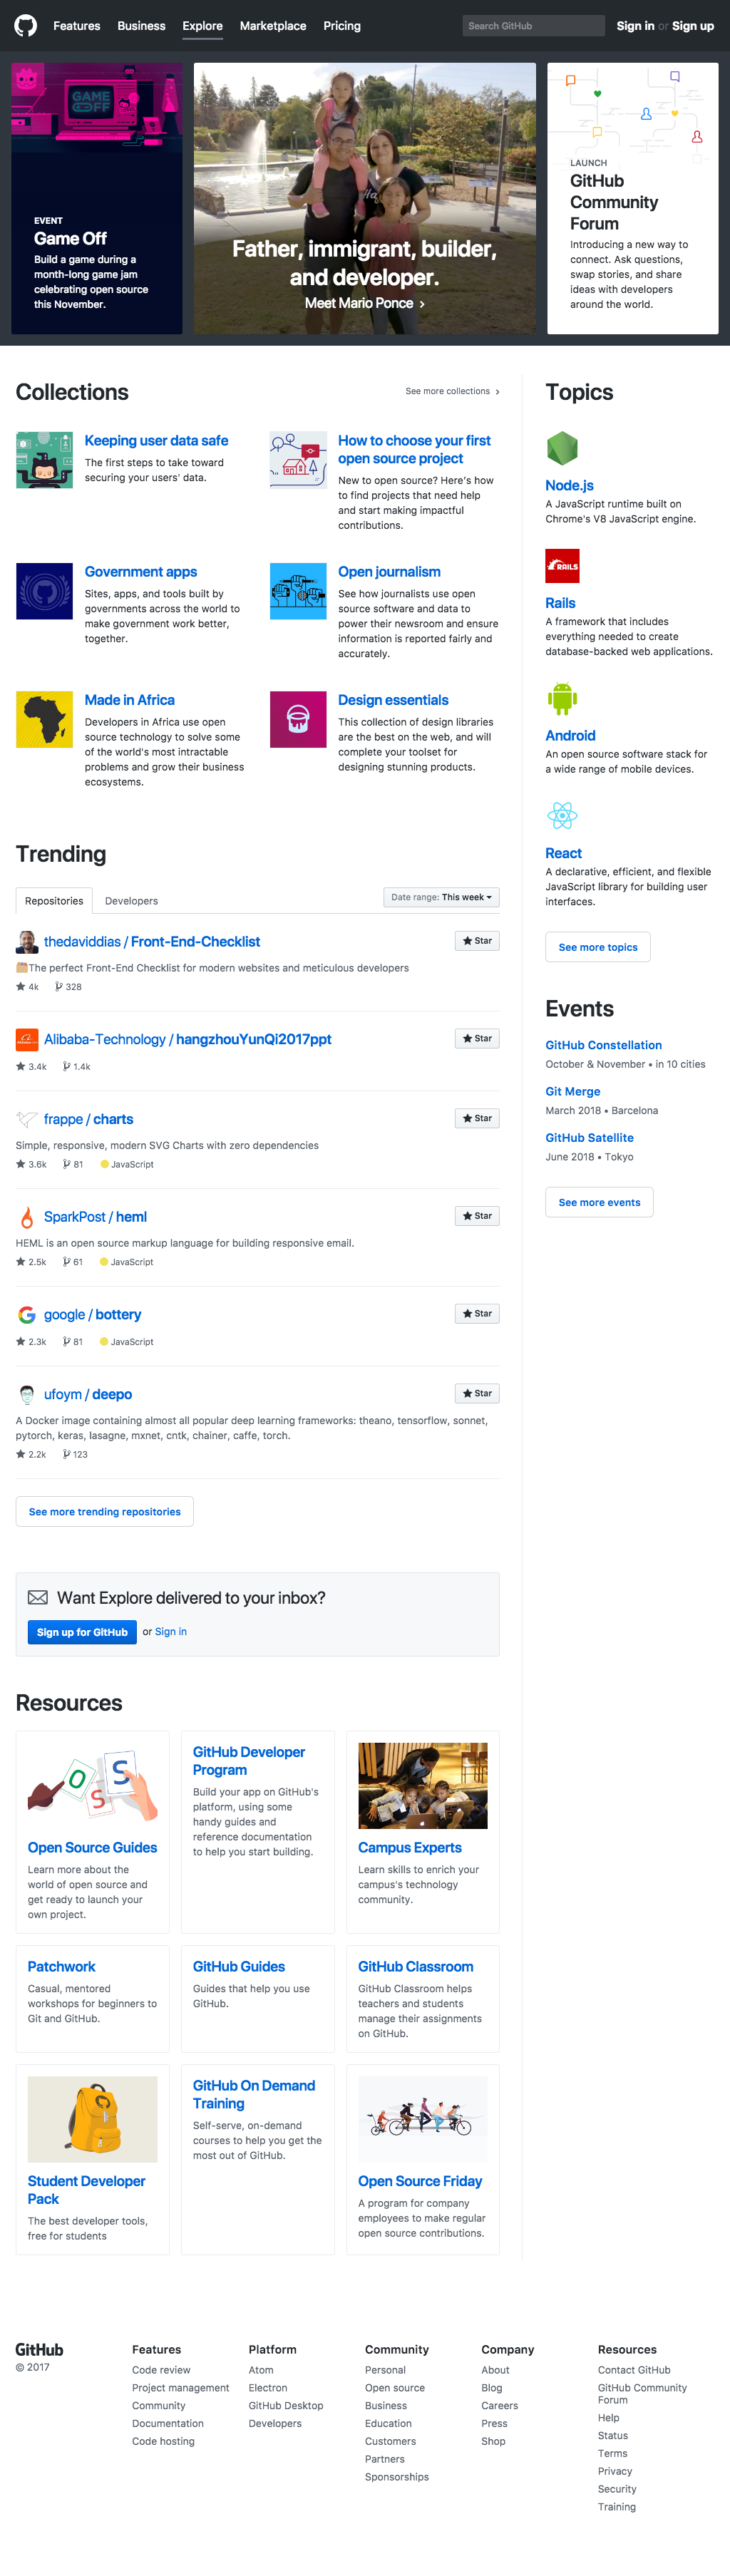 Features Business Explore Marketplace Pricing Search GitHub Sign in or Sign up
GAME
OFF
EVENT
Game Off
Build a game during a
month-long game jam
celebrating open source
this November.
Father, immigrant, builder,
and developer.
Meet Mario Ponce
LAUNCH
GitHub
Community
Forum
Introducing a new way to
connect. Ask questions,
swap stories, and share
ideas with developers
around the world.
Collections
See more collections
Keeping user data safe
The first steps to take toward
securing your users' data.
How to choose your first
open source project
New to open source? Here's how
to find projects that need help
and start making impactful
contributions.
Government apps
Sites, apps, and tools built by
governments across the world to
make government work better,
together.
Open journalism
See how journalists use open
source software and data to
power their newsroom and ensure
information is reported fairly and
accurately.
Made in Africa
Developers in Africa use open
source technology to solve some
of the world's most intractable
problems and grow their business
ecosystems.
Design essentials
This collection of design libraries
are the best on the web, and will
complete your toolset for
designing stunning products.
Trending
Repositories Developers Date range: This week
thedaviddias / Front-End-Checklist
Star
The perfect Front-End Checklist for modern websites and meticulous developers
4k 328
Alibaba-Technology / hangzhouYunQi2017ppt
Star
3.4k 1.4k
frappe / charts
Star
Simple, responsive, modern SVG Charts with zero dependencies
3.6k 81 JavaScript
SparkPost / heml
Star
HEML is an open source markup language for building responsive email.
2.5k 61 JavaScript
google / bottery
Star
2.3k 81 JavaScript
ufoym / deepo
Star
A Docker image containing almost all popular deep learning frameworks: theano, tensorflow, sonnet,
pytorch, keras, lasagne, mxnet, cntk, chainer, caffe, torch.
2.2k 123
See more trending repositories
Want Explore delivered to your inbox?
Sign up for GitHub or Sign in
Resources
O
S
S
Open Source Guides
Learn more about the
world of open source and
get ready to launch your
own project.
GitHub Developer
Program
Build your app on GitHub's
platform, using some
handy guides and
reference documentation
to help you start building.
Campus Experts
Learn skills to enrich your
campus's technology
community.
Patchwork
Casual, mentored
workshops for beginners to
Git and GitHub.
GitHub Guides
Guides that help you use
GitHub.
GitHub Classroom
GitHub Classroom helps
teachers and students
manage their assignments
on GitHub.
Student Developer
Pack
The best developer tools,
free for students
GitHub On Demand
Training
Self-serve, on-demand
courses to help you get the
most out of GitHub.
Open Source Friday
A program for company
employees to make regular
open source contributions.
Topics
Node.js
A JavaScript runtime built on
Chrome's V8 JavaScript engine.
RAILS
Rails
A framework that includes
everything needed to create
database-backed web applications.
Android
An open source software stack for
a wide range of mobile devices.
React
A declarative, efficient, and flexible
JavaScript library for building user
interfaces.
See more topics
Events
GitHub Constellation
October & November • in 10 cities
Git Merge
March 2018 • Barcelona
GitHub Satellite
June 2018 • Tokyo
See more events
GitHub
© 2017
Features
Code review
Project management
Community
Documentation
Code hosting
Platform
Atom
Electron
GitHub Desktop
Developers
Community
Personal
Open source
Business
Education
Customers
Partners
Sponsorships
Company
About
Blog
Careers
Press
Shop
Resources
Contact GitHub
GitHub Community
Forum
Help
Status
Terms
Privacy
Security
Training